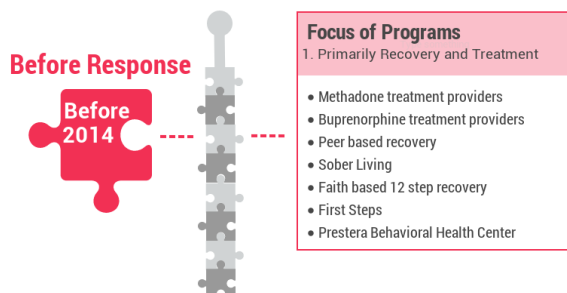 Before Response
Before
2014
Focus of Programs
1. Primarily Recovery and Treatment
• Methadone treatment providers
• Buprenorphine treatment providers
• Peer based recovery
• Sober Living
• Faith based 12 step recovery
• First Steps
• Prestera Behavioral Health Center